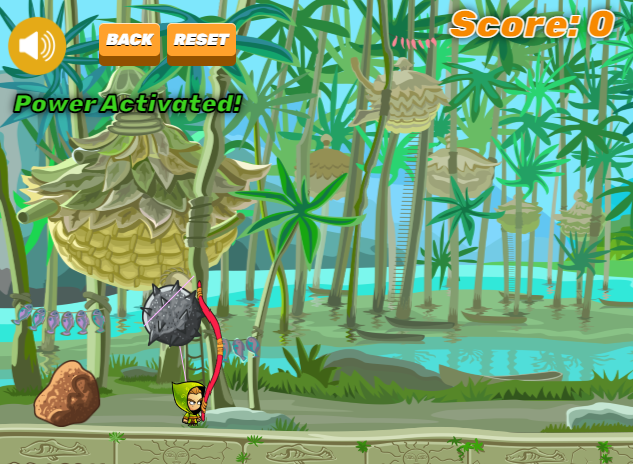 BACK
RESET
Score: 0
Power Activated!